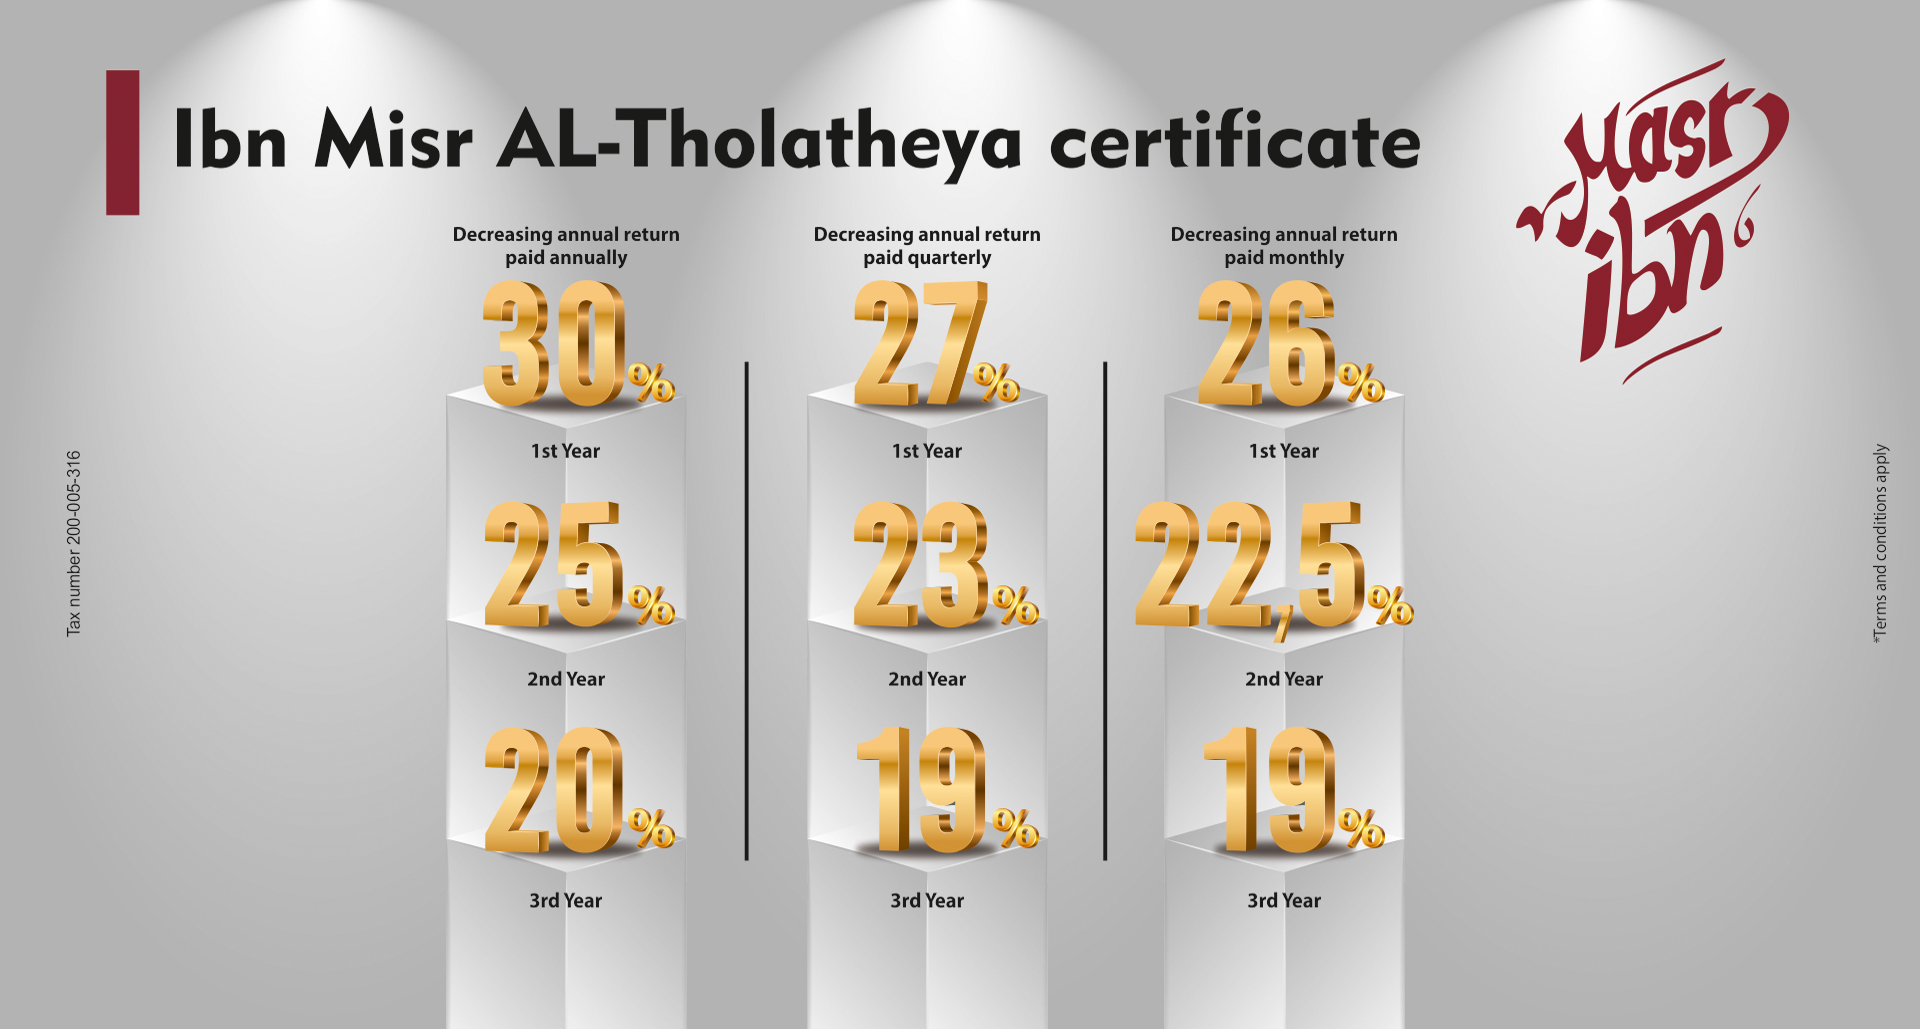 Ibn Misr AL-Tholatheya certificate
Masr
ibn
Decreasing annual return
paid annually
30%
1st Year
25%
2nd Year
20%
3rd Year
Decreasing annual return
paid quarterly
27%
1st Year
23%
2nd Year
19%
3rd Year
Decreasing annual return
paid monthly
26%
1st Year
22,5%
2nd Year
19%
3rd Year
Tax number 200-005-316
*Terms and conditions apply